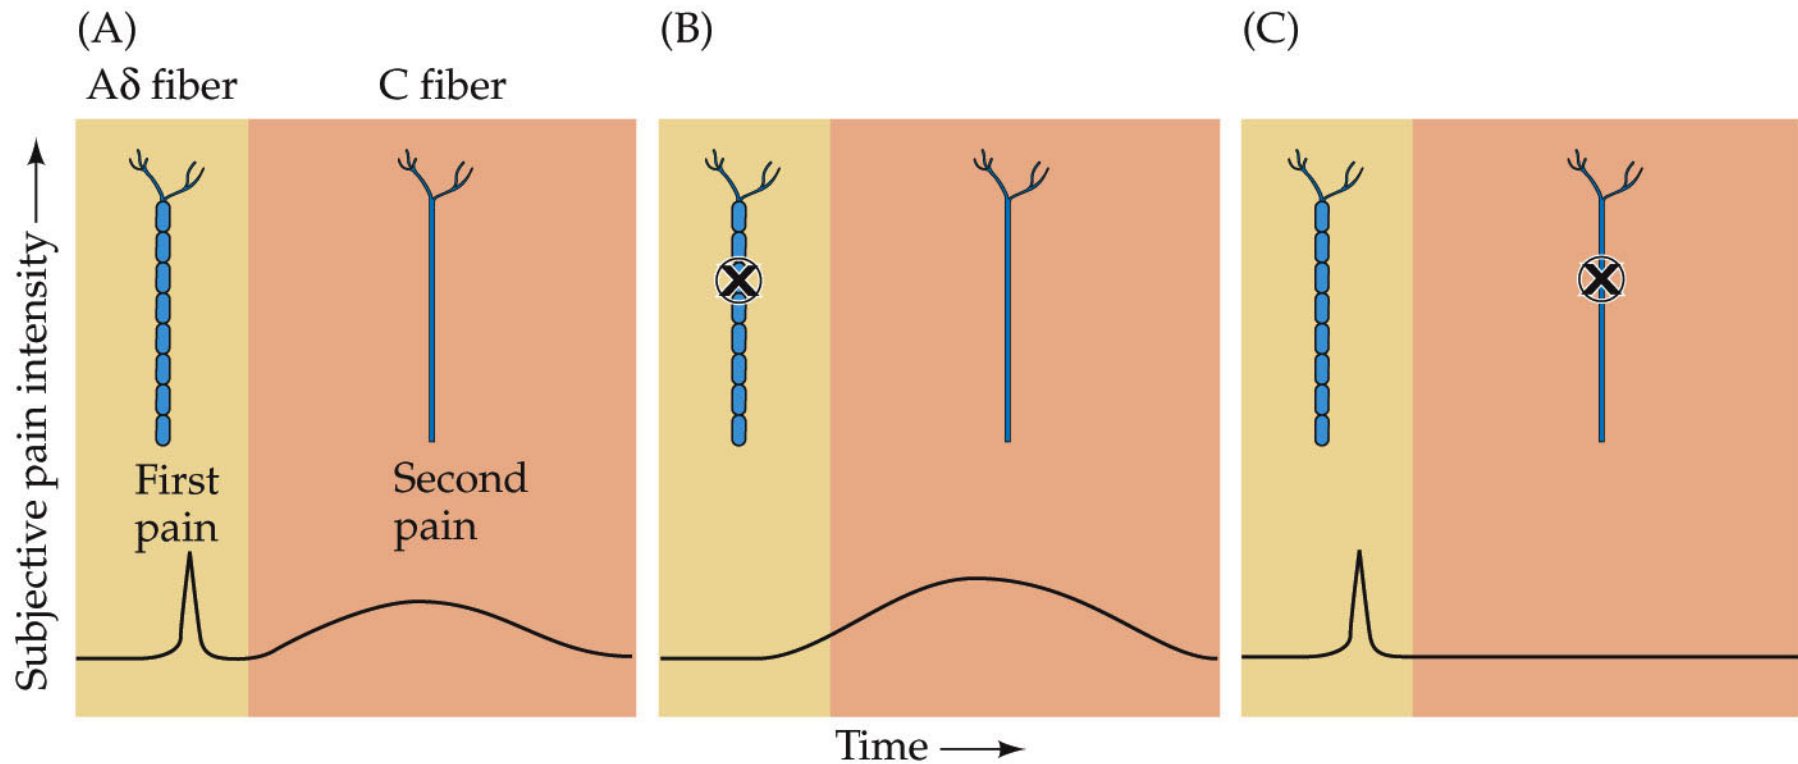 (A)
Aδ fiber
C fiber
First
pain
Second
pain
(B)
(C)
Subjective pain intensity
Time